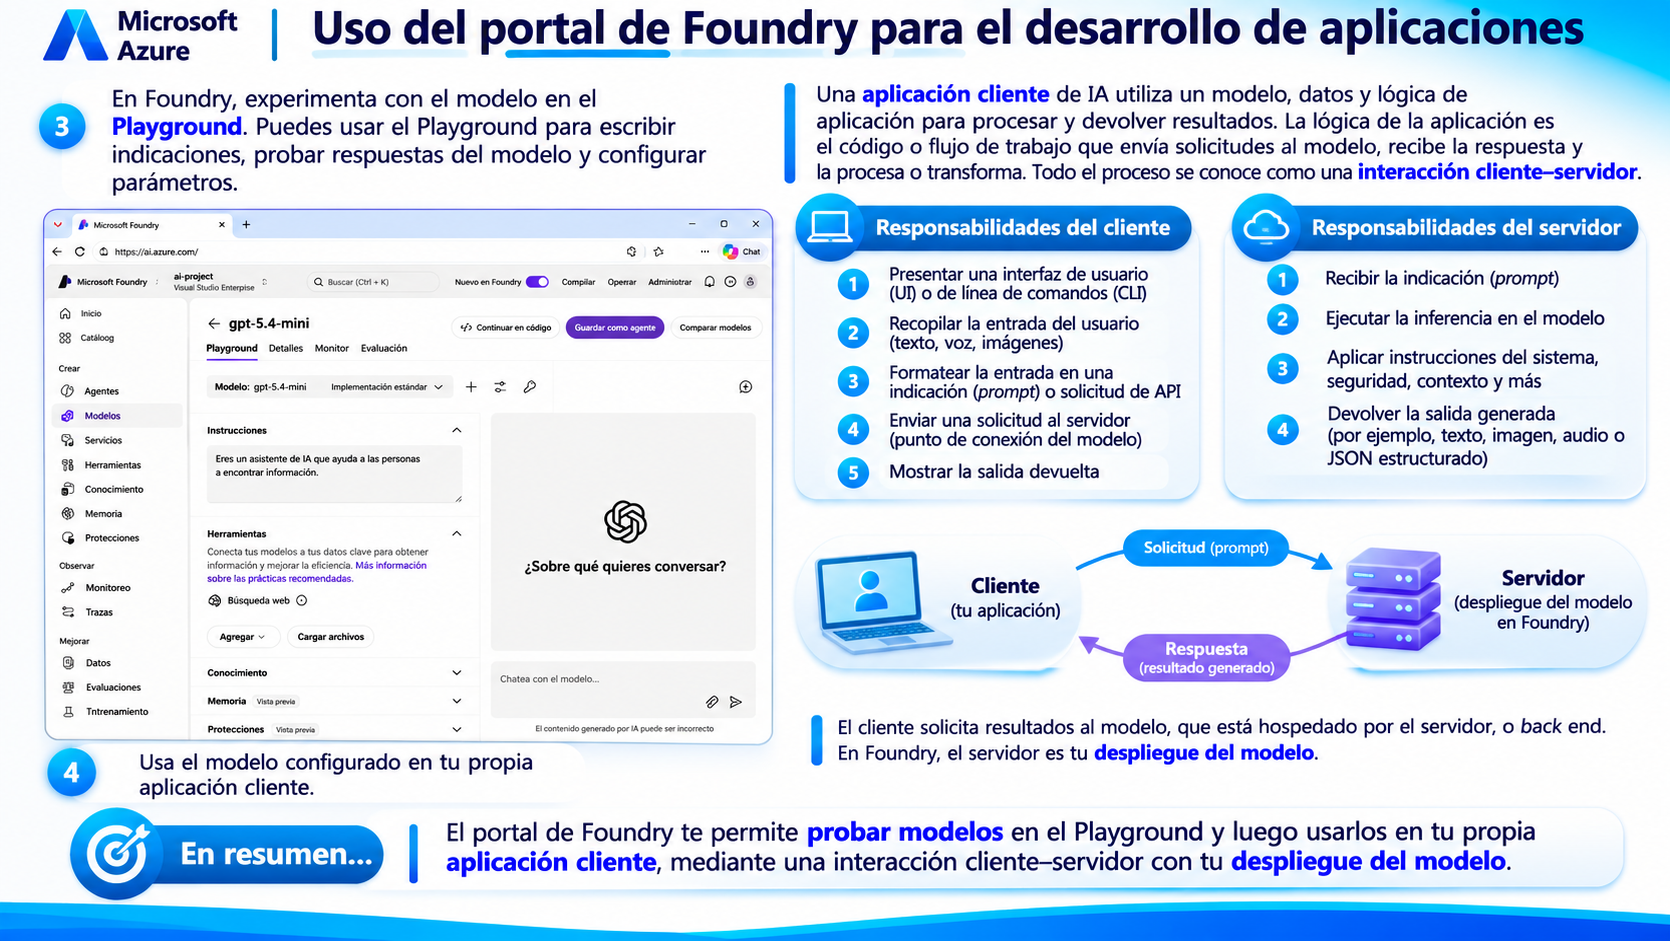 Microsoft
Azure
Uso del portal de Foundry para el desarrollo de aplicaciones
3
En Foundry, experimenta con el modelo en el
Playground. Puedes usar el Playground para escribir
indicaciones, probar respuestas del modelo y configurar
parámetros.
Microsoft Foundry
https://ai.azure.com/
Chat
Microsoft Foundry
ai-project
Visual Studio Enterpise
Buscar (Ctrl + K)
Nuevo en Foundry
Compilar
Operrar
Administrar
Inicio
Catáloog
Crear
Agentes
Modelos
Servicios
Herramientas
Conocimiento
Memoria
Protecciones
Observar
Monitoreo
Trazas
Mejorar
Datos
Evaluaciones
Tntrenamiento
gpt-5.4-mini
Continuar en código
Guardar como agente
Comparar modelos
Playground
Detalles
Monitor
Evaluación
Modelo: gpt-5.4-mini
Implementación estándar
Instrucciones
Eres un asistente de IA que ayuda a las personas
a encontrar información.
Herramientas
Conecta tus modelos a tus datos clave para obtener
información y mejorar la eficiencia. Más información
sobre las prácticas recomendadas.
Búsqueda web
Agregar
Cargar archivos
Conocimiento
Memoria
Vista previa
Protecciones
Vista previa
¿Sobre qué quieres conversar?
Chatea con el modelo...
El contenido generado por IA puede ser incorrecto
4
Usa el modelo configurado en tu propia
aplicación cliente.
Una aplicación cliente de IA utiliza un modelo, datos y lógica de
aplicación para procesar y devolver resultados. La lógica de la aplicación es
el código o flujo de trabajo que envía solicitudes al modelo, recibe la respuesta y
la procesa o transforma. Todo el proceso se conoce como una interacción cliente–servidor.
Responsabilidades del cliente
1
Presentar una interfaz de usuario
(UI) o de línea de comandos (CLI)
2
Recopilar la entrada del usuario
(texto, voz, imágenes)
3
Formatear la entrada en una
indicación (prompt) o solicitud de API
4
Enviar una solicitud al servidor
(punto de conexión del modelo)
5
Mostrar la salida devuelta
Responsabilidades del servidor
1
Recibir la indicación (prompt)
2
Ejecutar la inferencia en el modelo
3
Aplicar instrucciones del sistema,
seguridad, contexto y más
4
Devolver la salida generada
(por ejemplo, texto, imagen, audio o
JSON estructurado)
Cliente
(tu aplicación)
Solicitud (prompt)
Respuesta
(resultado generado)
Servidor
(despliegue del modelo
en Foundry)
El cliente solicita resultados al modelo, que está hospedado por el servidor, o back end.
En Foundry, el servidor es tu despliegue del modelo.
En resumen...
El portal de Foundry te permite probar modelos en el Playground y luego usarlos en tu propia
aplicación cliente, mediante una interacción cliente–servidor con tu despliegue del modelo.